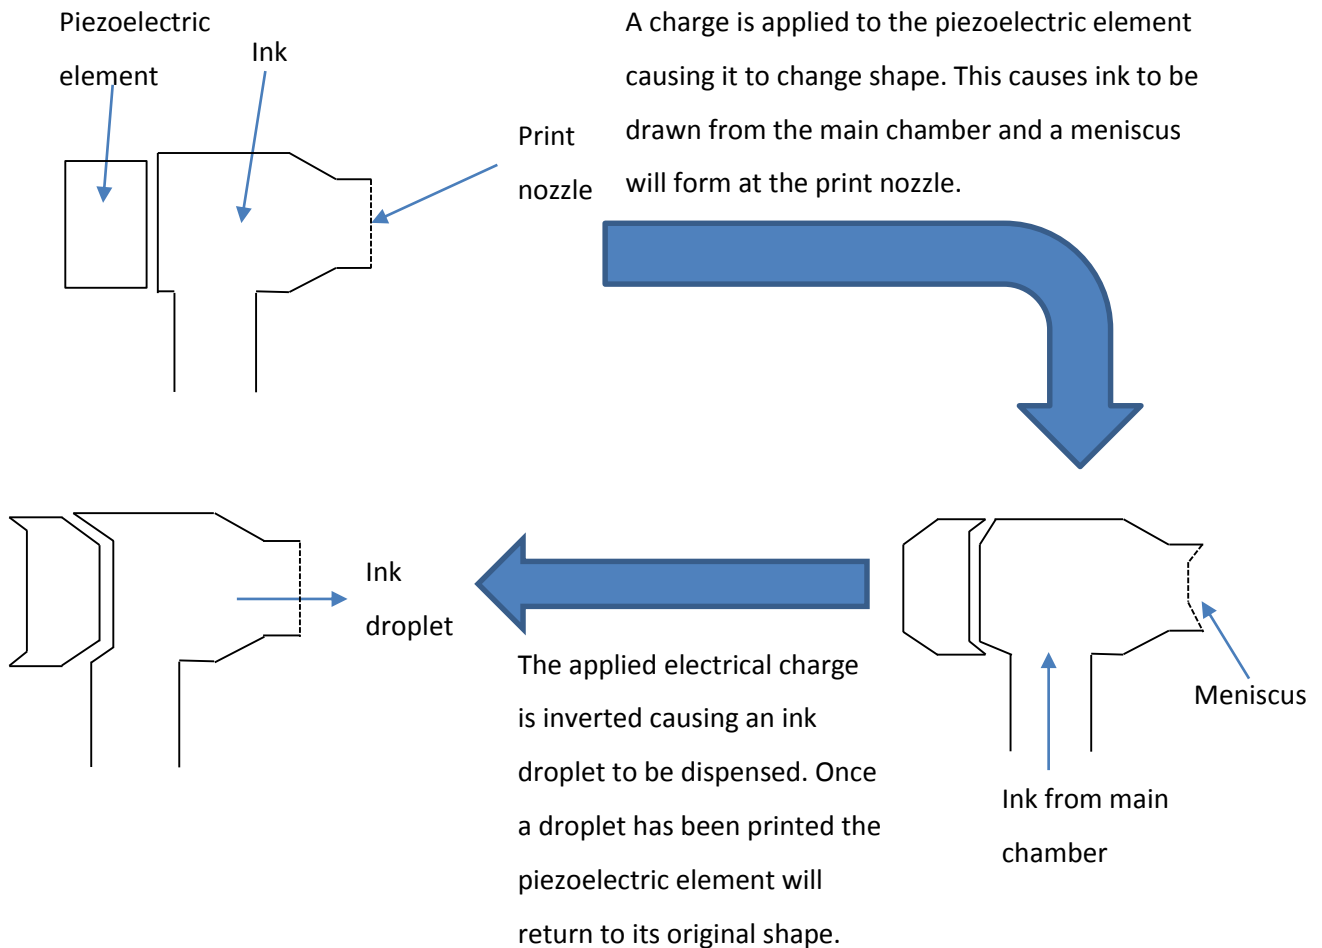 Piezoelectric
element
Ink
Print
nozzle
A charge is applied to the piezoelectric element
causing it to change shape. This causes ink to be
drawn from the main chamber and a meniscus
will form at the print nozzle.
Ink
droplet
The applied electrical charge
is inverted causing an ink
droplet to be dispensed. Once
a droplet has been printed the
piezoelectric element will
return to its original shape.
Meniscus
Ink from main
chamber